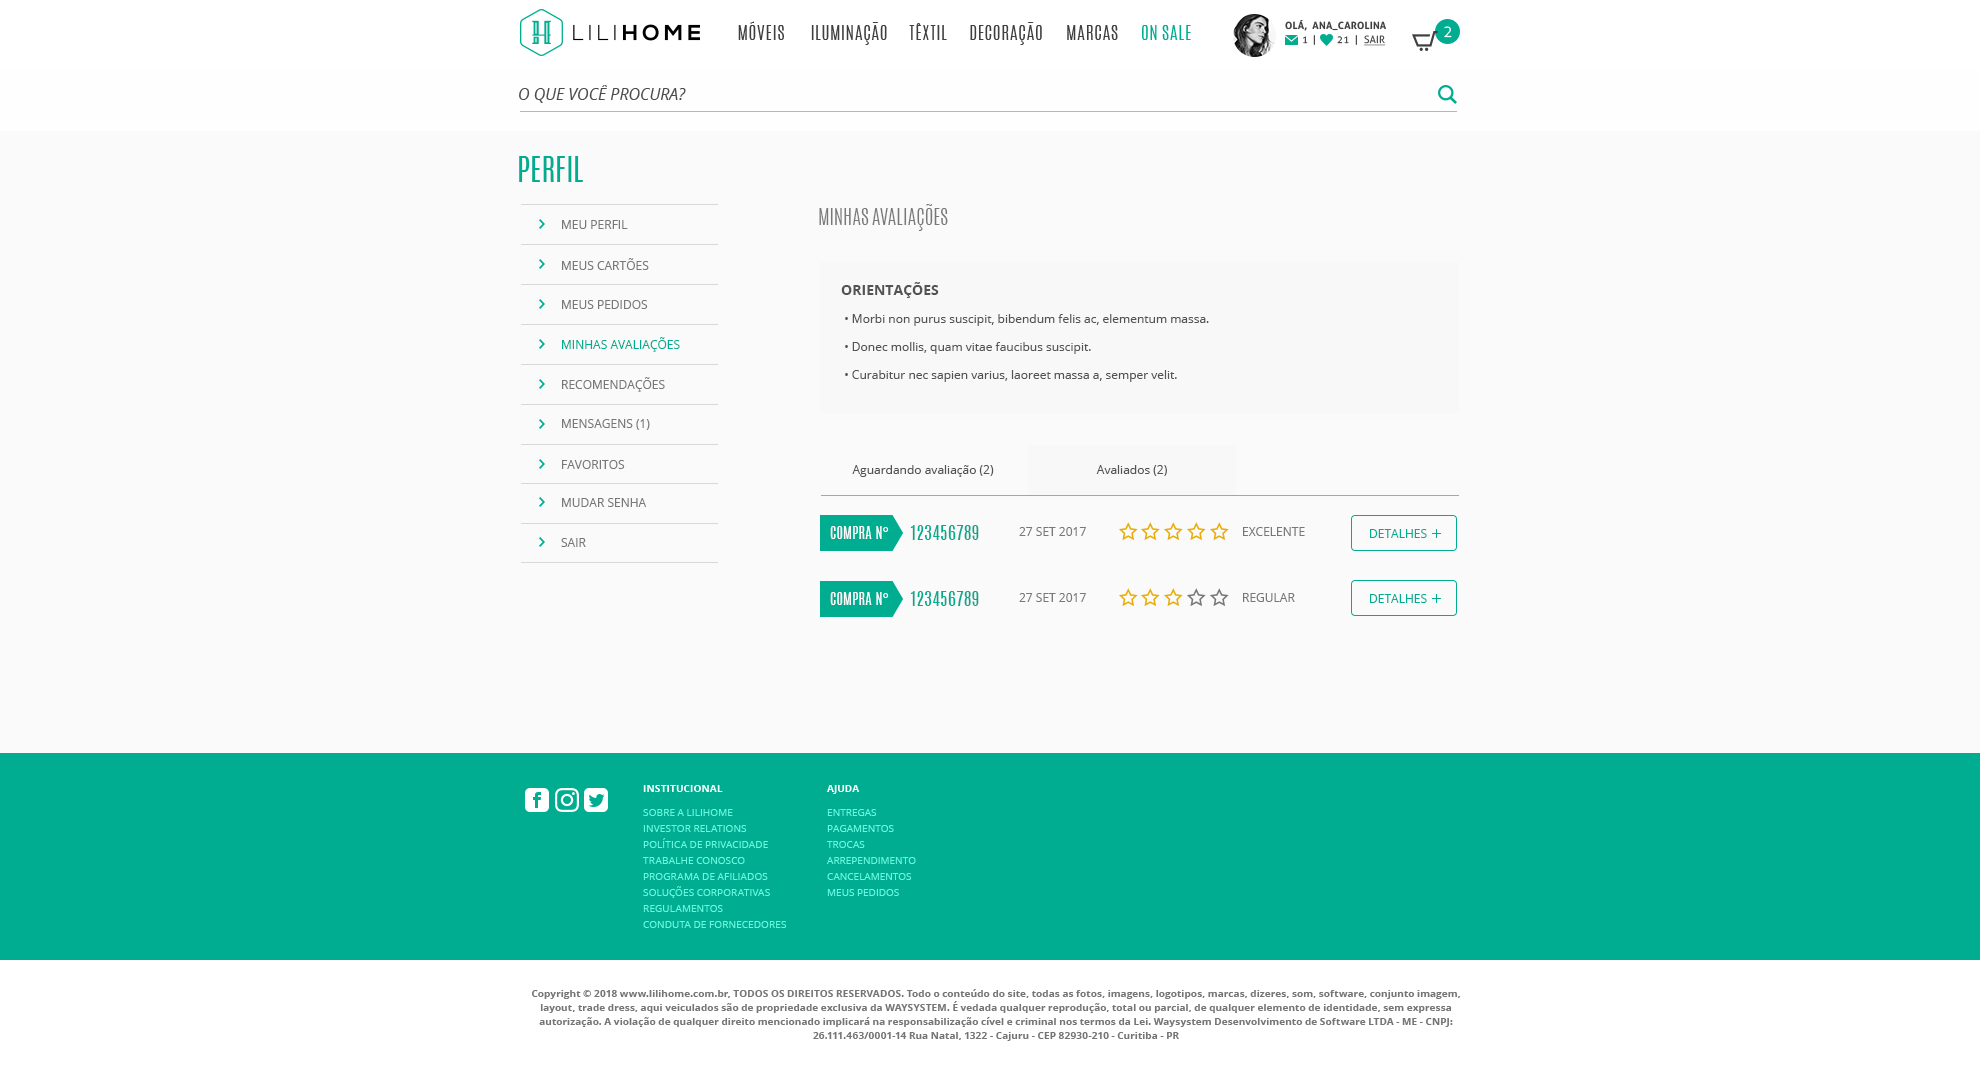 LILIHOME MÓVEIS ILUMINAÇÃO TÊXTIL DECORAÇÃO MARCAS ON SALE
OLÁ, ANA_CAROLINA
1 | 21 | SAIR
2
O QUE VOCÊ PROCURA?
PERFIL
MEU PERFIL
MEUS CARTÕES
MEUS PEDIDOS
MINHAS AVALIAÇÕES
RECOMENDAÇÕES
MENSAGENS (1)
FAVORITOS
MUDAR SENHA
SAIR
MINHAS AVALIAÇÕES
ORIENTAÇÕES
• Morbi non purus suscipit, bibendum felis ac, elementum massa.
• Donec mollis, quam vitae faucibus suscipit.
• Curabitur nec sapien varius, laoreet massa a, semper velit.
Aguardando avaliação (2) Avaliados (2)
COMPRA Nº 123456789 27 SET 2017 EXCELENTE DETALHES +
COMPRA Nº 123456789 27 SET 2017 REGULAR DETALHES +
INSTITUCIONAL
SOBRE A LILIHOME
INVESTOR RELATIONS
POLÍTICA DE PRIVACIDADE
TRABALHE CONOSCO
PROGRAMA DE AFILIADOS
SOLUÇÕES CORPORATIVAS
REGULAMENTOS
CONDUTA DE FORNECEDORES
AJUDA
ENTREGAS
PAGAMENTOS
TROCAS
ARREPENDIMENTO
CANCELAMENTOS
MEUS PEDIDOS
Copyright © 2018 www.lilihome.com.br, TODOS OS DIREITOS RESERVADOS. Todo o conteúdo do site, todas as fotos, imagens, logotipos, marcas, dizeres, som, software, conjunto imagem,
layout, trade dress, aqui veiculados são de propriedade exclusiva da WAYSYSTEM. É vedada qualquer reprodução, total ou parcial, de qualquer elemento de identidade, sem expressa
autorização. A violação de qualquer direito mencionado implicará na responsabilização cível e criminal nos termos da Lei. Waysystem Desenvolvimento de Software LTDA - ME - CNPJ:
26.111.463/0001-14 Rua Natal, 1322 - Cajuru - CEP 82930-210 - Curitiba - PR